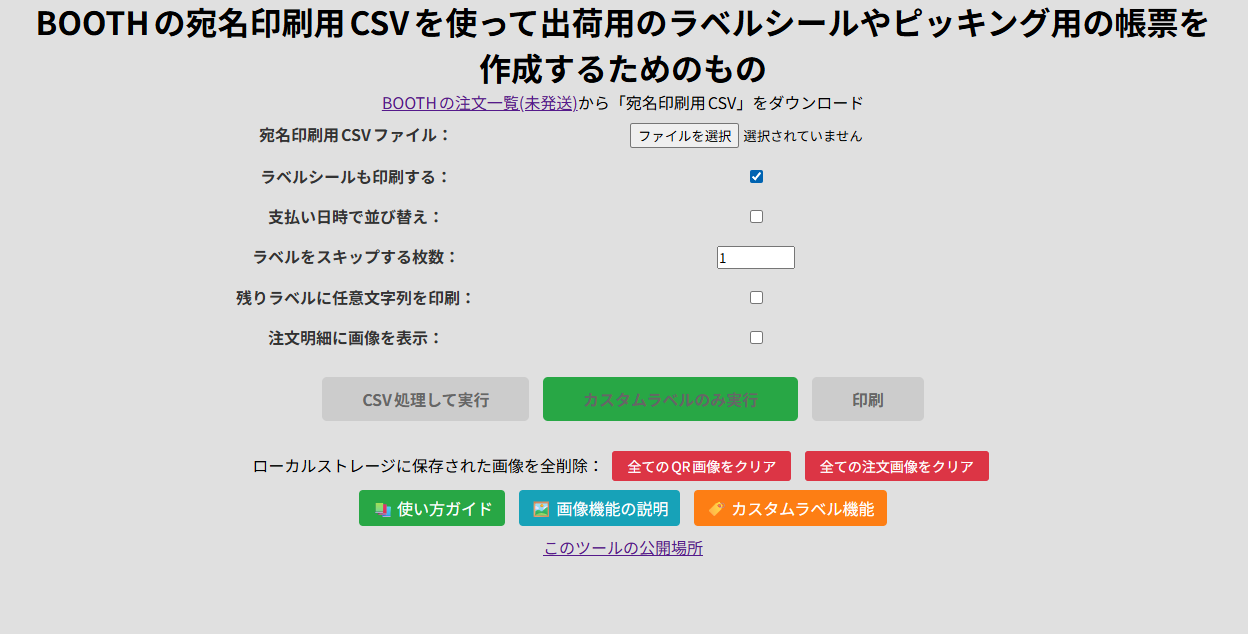 BOOTHの宛名印刷用CSVを使って出荷用のラベルシールやピッキング用の帳票を
作成するためのもの
BOOTHの注文一覧(未発送)から「宛名印刷用CSV」をダウンロード
宛名印刷用CSVファイル： ファイルを選択 選択されていません
ラベルシールも印刷する：
支払い日時で並び替え：
ラベルをスキップする枚数： 1
残りラベルに任意文字列を印刷：
注文明細に画像を表示：
CSV処理して実行 カスタムラベルのみ実行 印刷
ローカルストレージに保存された画像を全削除： 全てのQR画像をクリア 全ての注文画像をクリア
使い方ガイド 画像機能の説明 カスタムラベル機能
このツールの公開場所